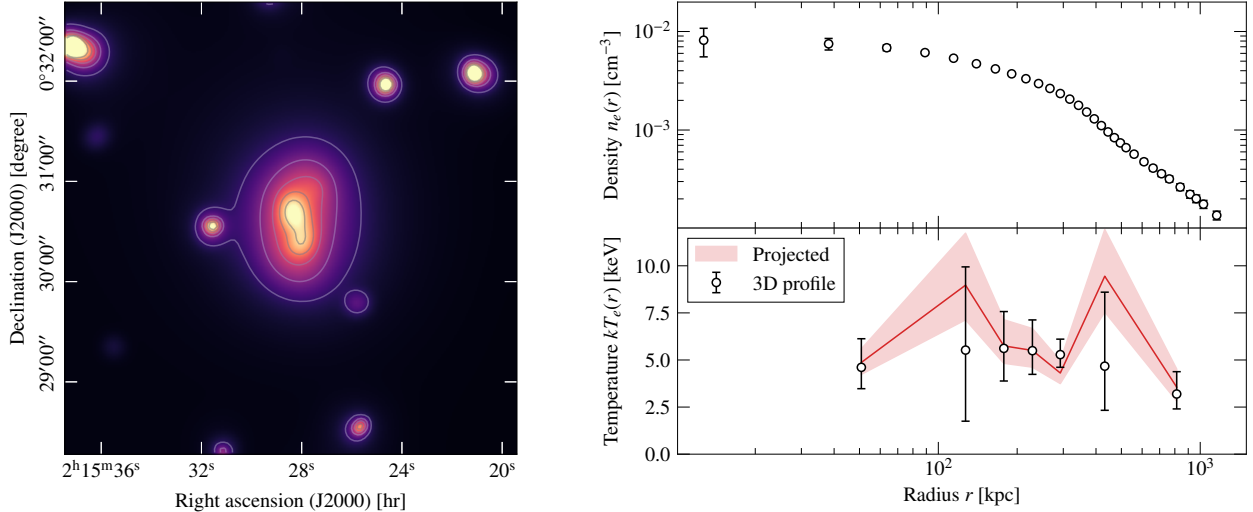 0°32′00″
31′00″
30′00″
29′00″
Declination (J2000) [degree]
2ʰ15ᵐ36ˢ
32ˢ
28ˢ
24ˢ
20ˢ
Right ascension (J2000) [hr]
10⁻²
10⁻³
Density nₑ(r) [cm⁻³]
Projected
3D profile
10.0
7.5
5.0
2.5
0.0
Temperature kTₑ(r) [keV]
10²
10³
Radius r [kpc]